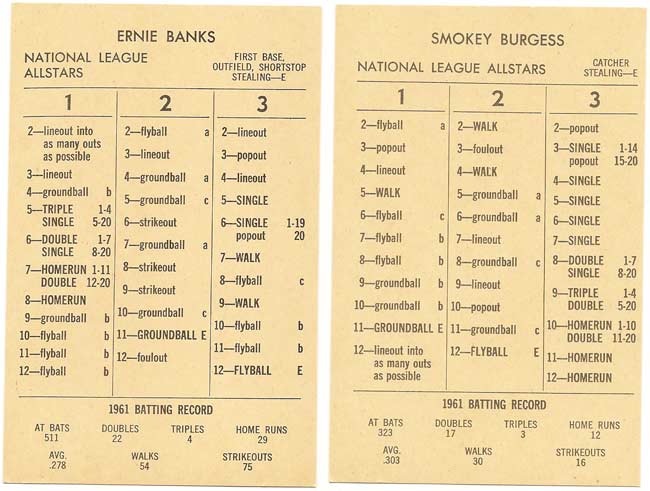 ERNIE BANKS
NATIONAL LEAGUE
ALLSTARS
FIRST BASE,
OUTFIELD, SHORTSTOP
STEALING—E
1
2—lineout into
as many outs
as possible
3—lineout
4—groundball b
5—TRIPLE 1-4
SINGLE 5-20
6—DOUBLE 1-7
SINGLE 8-20
7—HOMERUN 1-11
DOUBLE 12-20
8—HOMERUN
9—groundball b
10—flyball b
11—flyball b
12—flyball b
2
2—flyball a
3—lineout
4—groundball a
5—groundball c
6—strikeout
7—groundball a
8—strikeout
9—strikeout
10—groundball c
11—GROUNDBALL E
12—foulout
3
2—lineout
3—popout
4—lineout
5—SINGLE
6—SINGLE 1-19
popout 20
7—WALK
8—flyball c
9—WALK
10—flyball b
11—flyball b
12—FLYBALL E
1961 BATTING RECORD
AT BATS DOUBLES TRIPLES HOME RUNS
511 22 4 29
AVG. WALKS STRIKEOUTS
.278 54 75
SMOKEY BURGESS
NATIONAL LEAGUE ALLSTARS
CATCHER
STEALING—E
1
2—flyball a
3—popout
4—lineout
5—WALK
6—flyball c
7—flyball b
8—flyball b
9—groundball b
10—groundball b
11—GROUNDBALL E
12—lineout into
as many outs
as possible
2
2—WALK
3—foulout
4—WALK
5—groundball a
6—groundball a
7—lineout
8—groundball c
9—lineout
10—popout
11—groundball c
12—FLYBALL E
3
2—popout
3—SINGLE 1-14
popout 15-20
4—SINGLE
5—SINGLE
6—SINGLE
7—SINGLE
8—DOUBLE 1-7
SINGLE 8-20
9—TRIPLE 1-4
DOUBLE 5-20
10—HOMERUN 1-10
DOUBLE 11-20
11—HOMERUN
12—HOMERUN
1961 BATTING RECORD
AT BATS DOUBLES TRIPLES HOME RUNS
323 17 3 12
AVG. WALKS STRIKEOUTS
.303 30 16